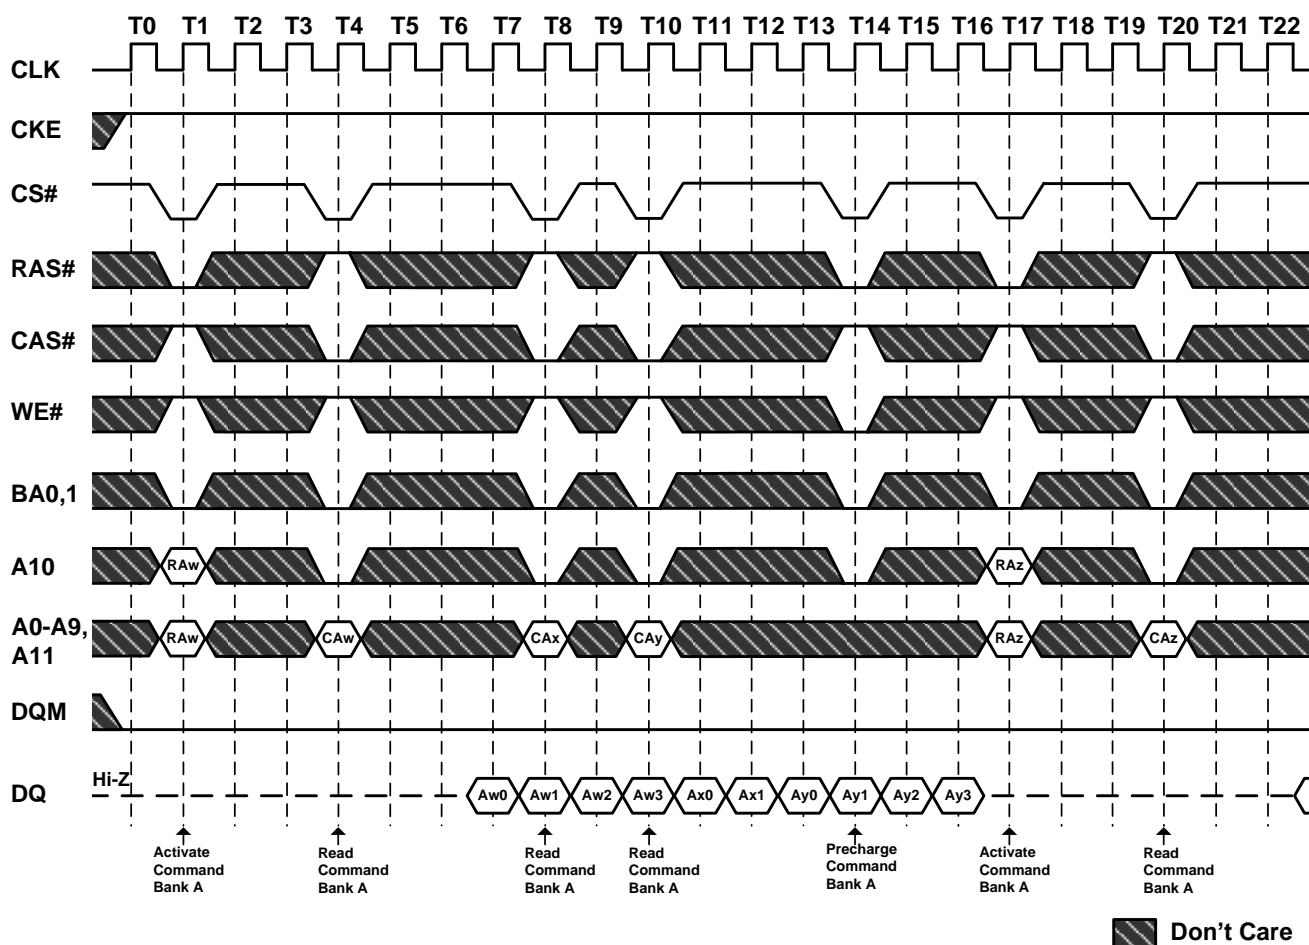 T0 T1 T2 T3 T4 T5 T6 T7 T8 T9 T10 T11 T12 T13 T14 T15 T16 T17 T18 T19 T20 T21 T22
CLK
CKE
CS#
RAS#
CAS#
WE#
BA0,1
A10
RAw RAz
A0-A9,
A11
RAw CAw CAx CAy RAz CAz
DQM
Hi-Z
DQ
Aw0 Aw1 Aw2 Aw3 Ax0 Ax1 Ay0 Ay1 Ay2 Ay3
Activate
Command
Bank A
Read
Command
Bank A
Read
Command
Bank A
Read
Command
Bank A
Precharge
Command
Bank A
Activate
Command
Bank A
Read
Command
Bank A
Don't Care